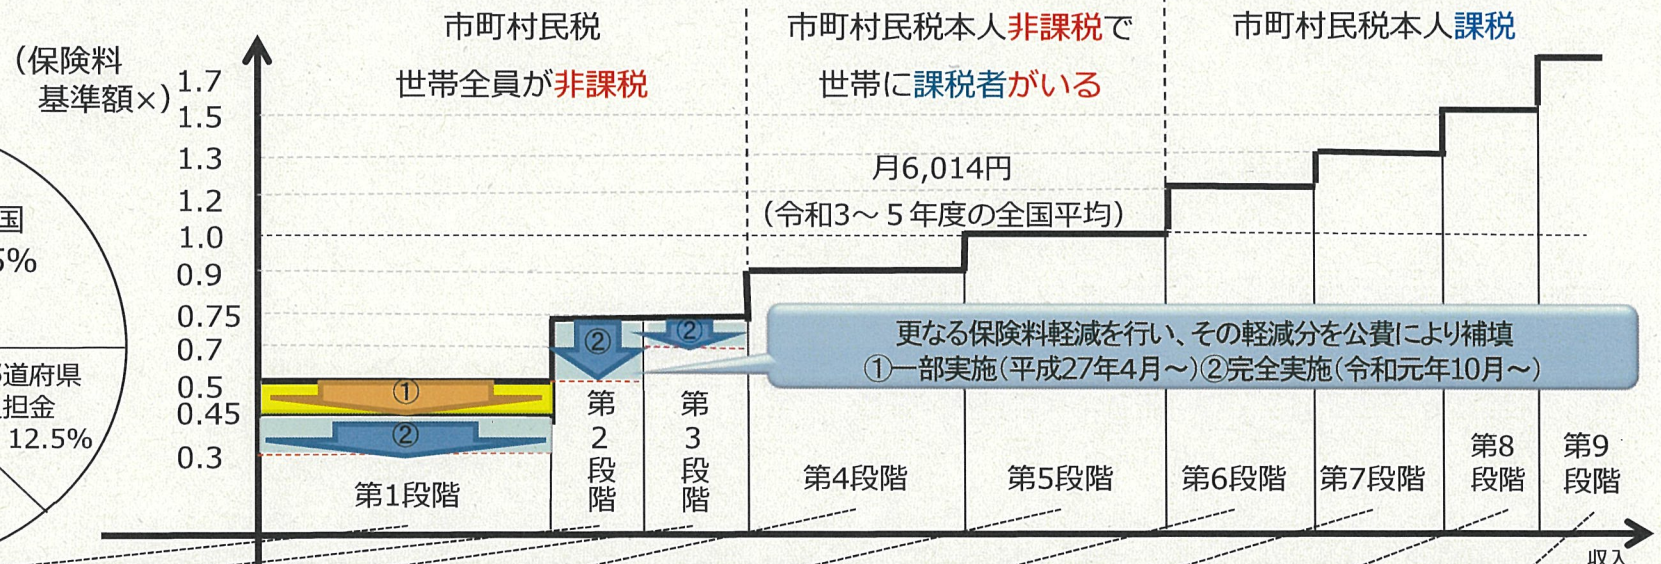 市町村民税
世帯全員が非課税
市町村民税本人非課税で
世帯に課税者がいる
市町村民税本人課税
(保険料
基準額×)
1.7
1.5
1.3
1.2
1.0
0.9
0.75
0.7
0.5
0.45
0.3
月6,014円
(令和3～5年度の全国平均)
更なる保険料軽減を行い、その軽減分を公費により補填
①一部実施(平成27年4月～)②完全実施(令和元年10月～)
①
②
②
②
第1段階
第2段階
第3段階
第4段階
第5段階
第6段階
第7段階
第8
段階
第9
段階
収入
国
5%
道府県
担金
12.5%